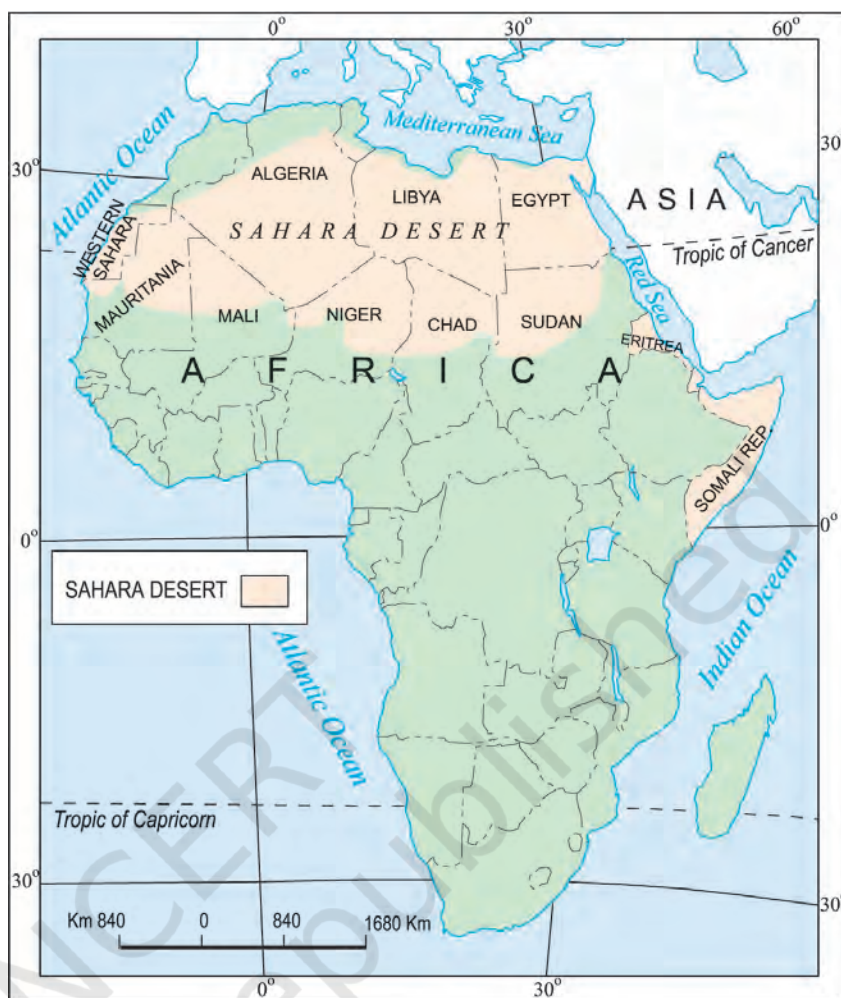 0° 30° 60°
Atlantic Ocean
Mediterranean Sea
30° 30°
ALGERIA
LIBYA
EGYPT
ASIA
SAHARA DESERT
WESTERN
SAHARA
Tropic of Cancer
Red Sea
MAURITANIA
MALI
NIGER
CHAD
SUDAN
ERITREA
AFRICA
SOMALI REP.
0° 0°
SAHARA DESERT
Atlantic Ocean
Indian Ocean
Tropic of Capricorn
30° 30°
Km 840 0 840 1680 Km
0° 30°
NCERT
republished